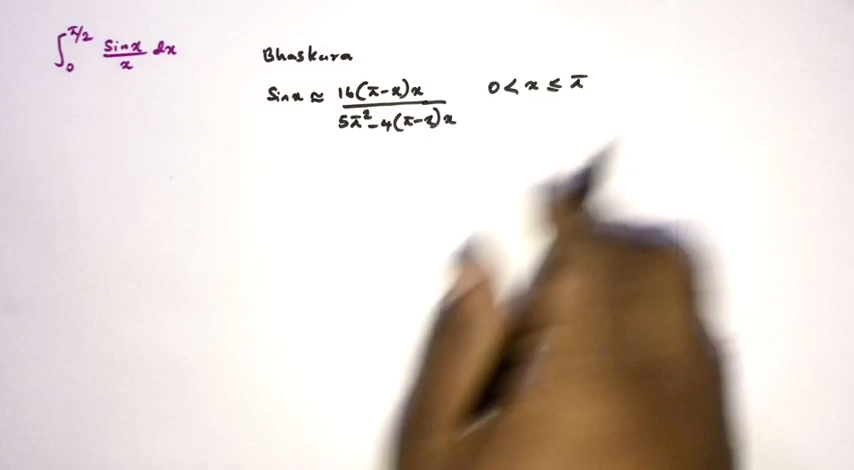 ∫₀^π/2 sinx/x dx
Bhaskura
Sinx ≈ 16(π-x)x / 5π²-4(π-x)x    0 < x ≤ π